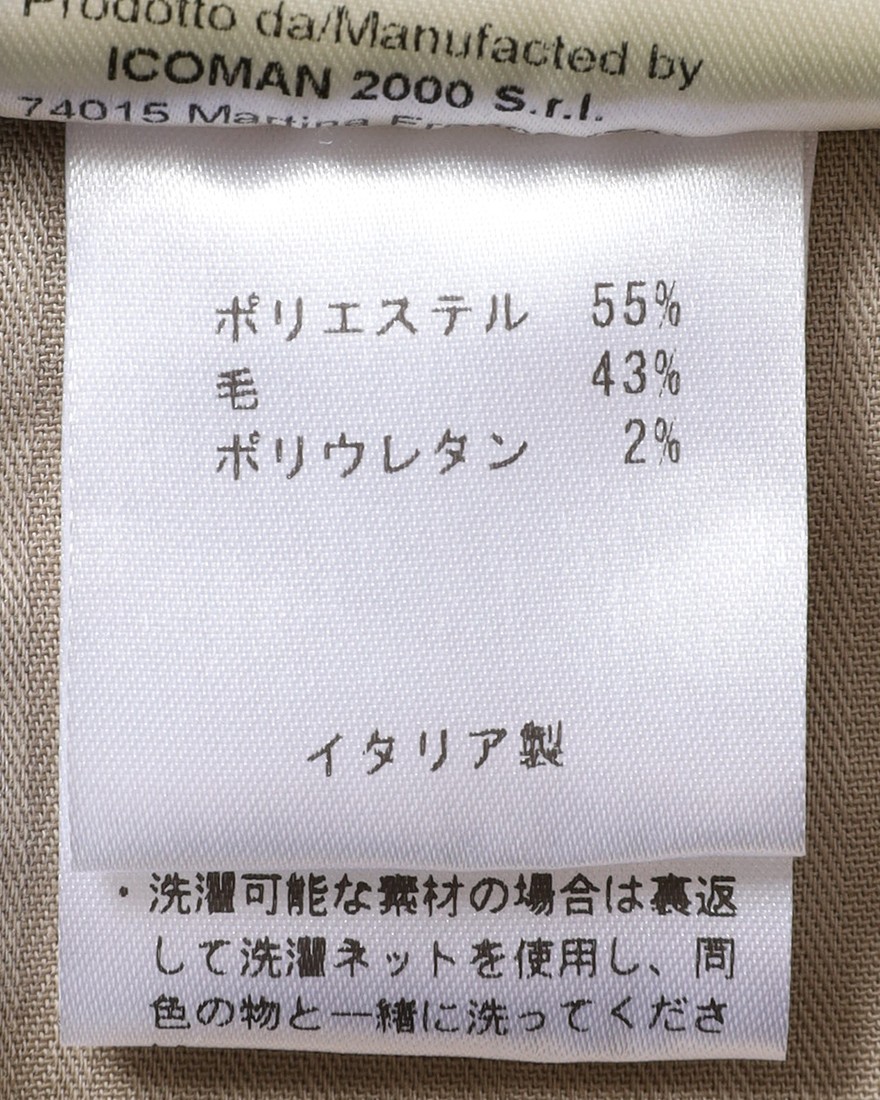 Prodotto da/Manufacted by
ICOMAN 2000 S.r.l.
74015 Martina
ポリエステル 55%
毛 43%
ポリウレタン 2%
イタリア製
・洗濯可能な素材の場合は裏返
して洗濯ネットを使用し、同
色の物と一緒に洗ってくださ